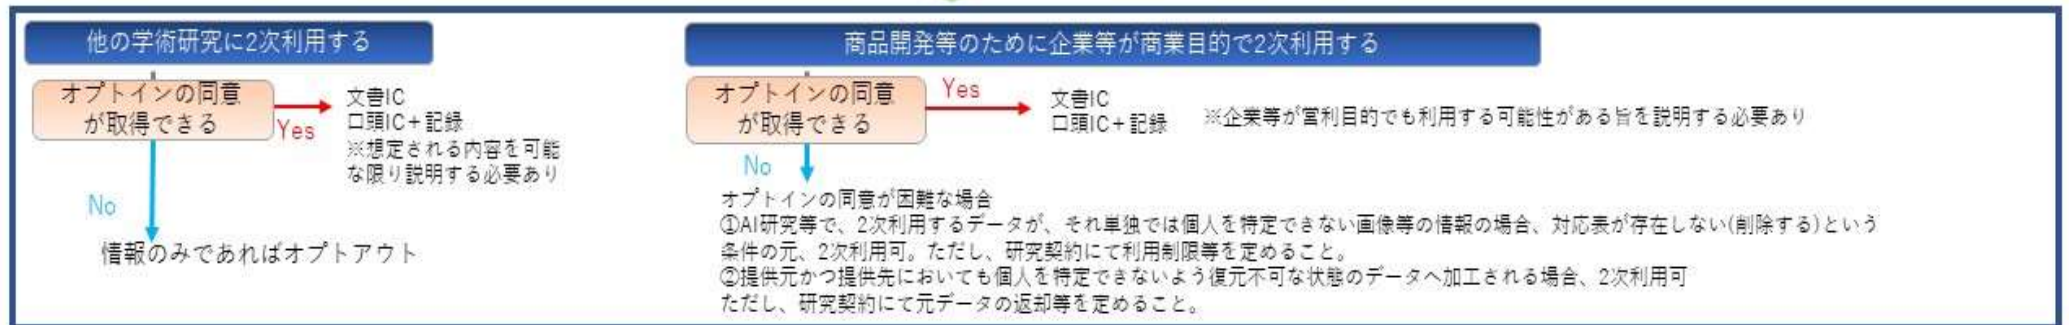 他の学術研究に2次利用する
オプトインの同意
が取得できる
Yes
文書IC
口頭IC+記録
※想定される内容を可能
な限り説明する必要あり
No
情報のみであればオプトアウト
商品開発等のために企業等が商業目的で2次利用する
オプトインの同意
が取得できる
Yes
文書IC
口頭IC+記録
※企業等が営利目的でも利用する可能性がある旨を説明する必要あり
No
オプトインの同意が困難な場合
①AI研究等で、2次利用するデータが、それ単独では個人を特定できない画像等の情報の場合、対応表が存在しない(削除する)という
条件の元、2次利用可。ただし、研究契約にて利用制限等を定めること。
②提供元かつ提供先においても個人を特定できないよう復元不可な状態のデータへ加工される場合、2次利用可
ただし、研究契約にて元データの返却等を定めること。